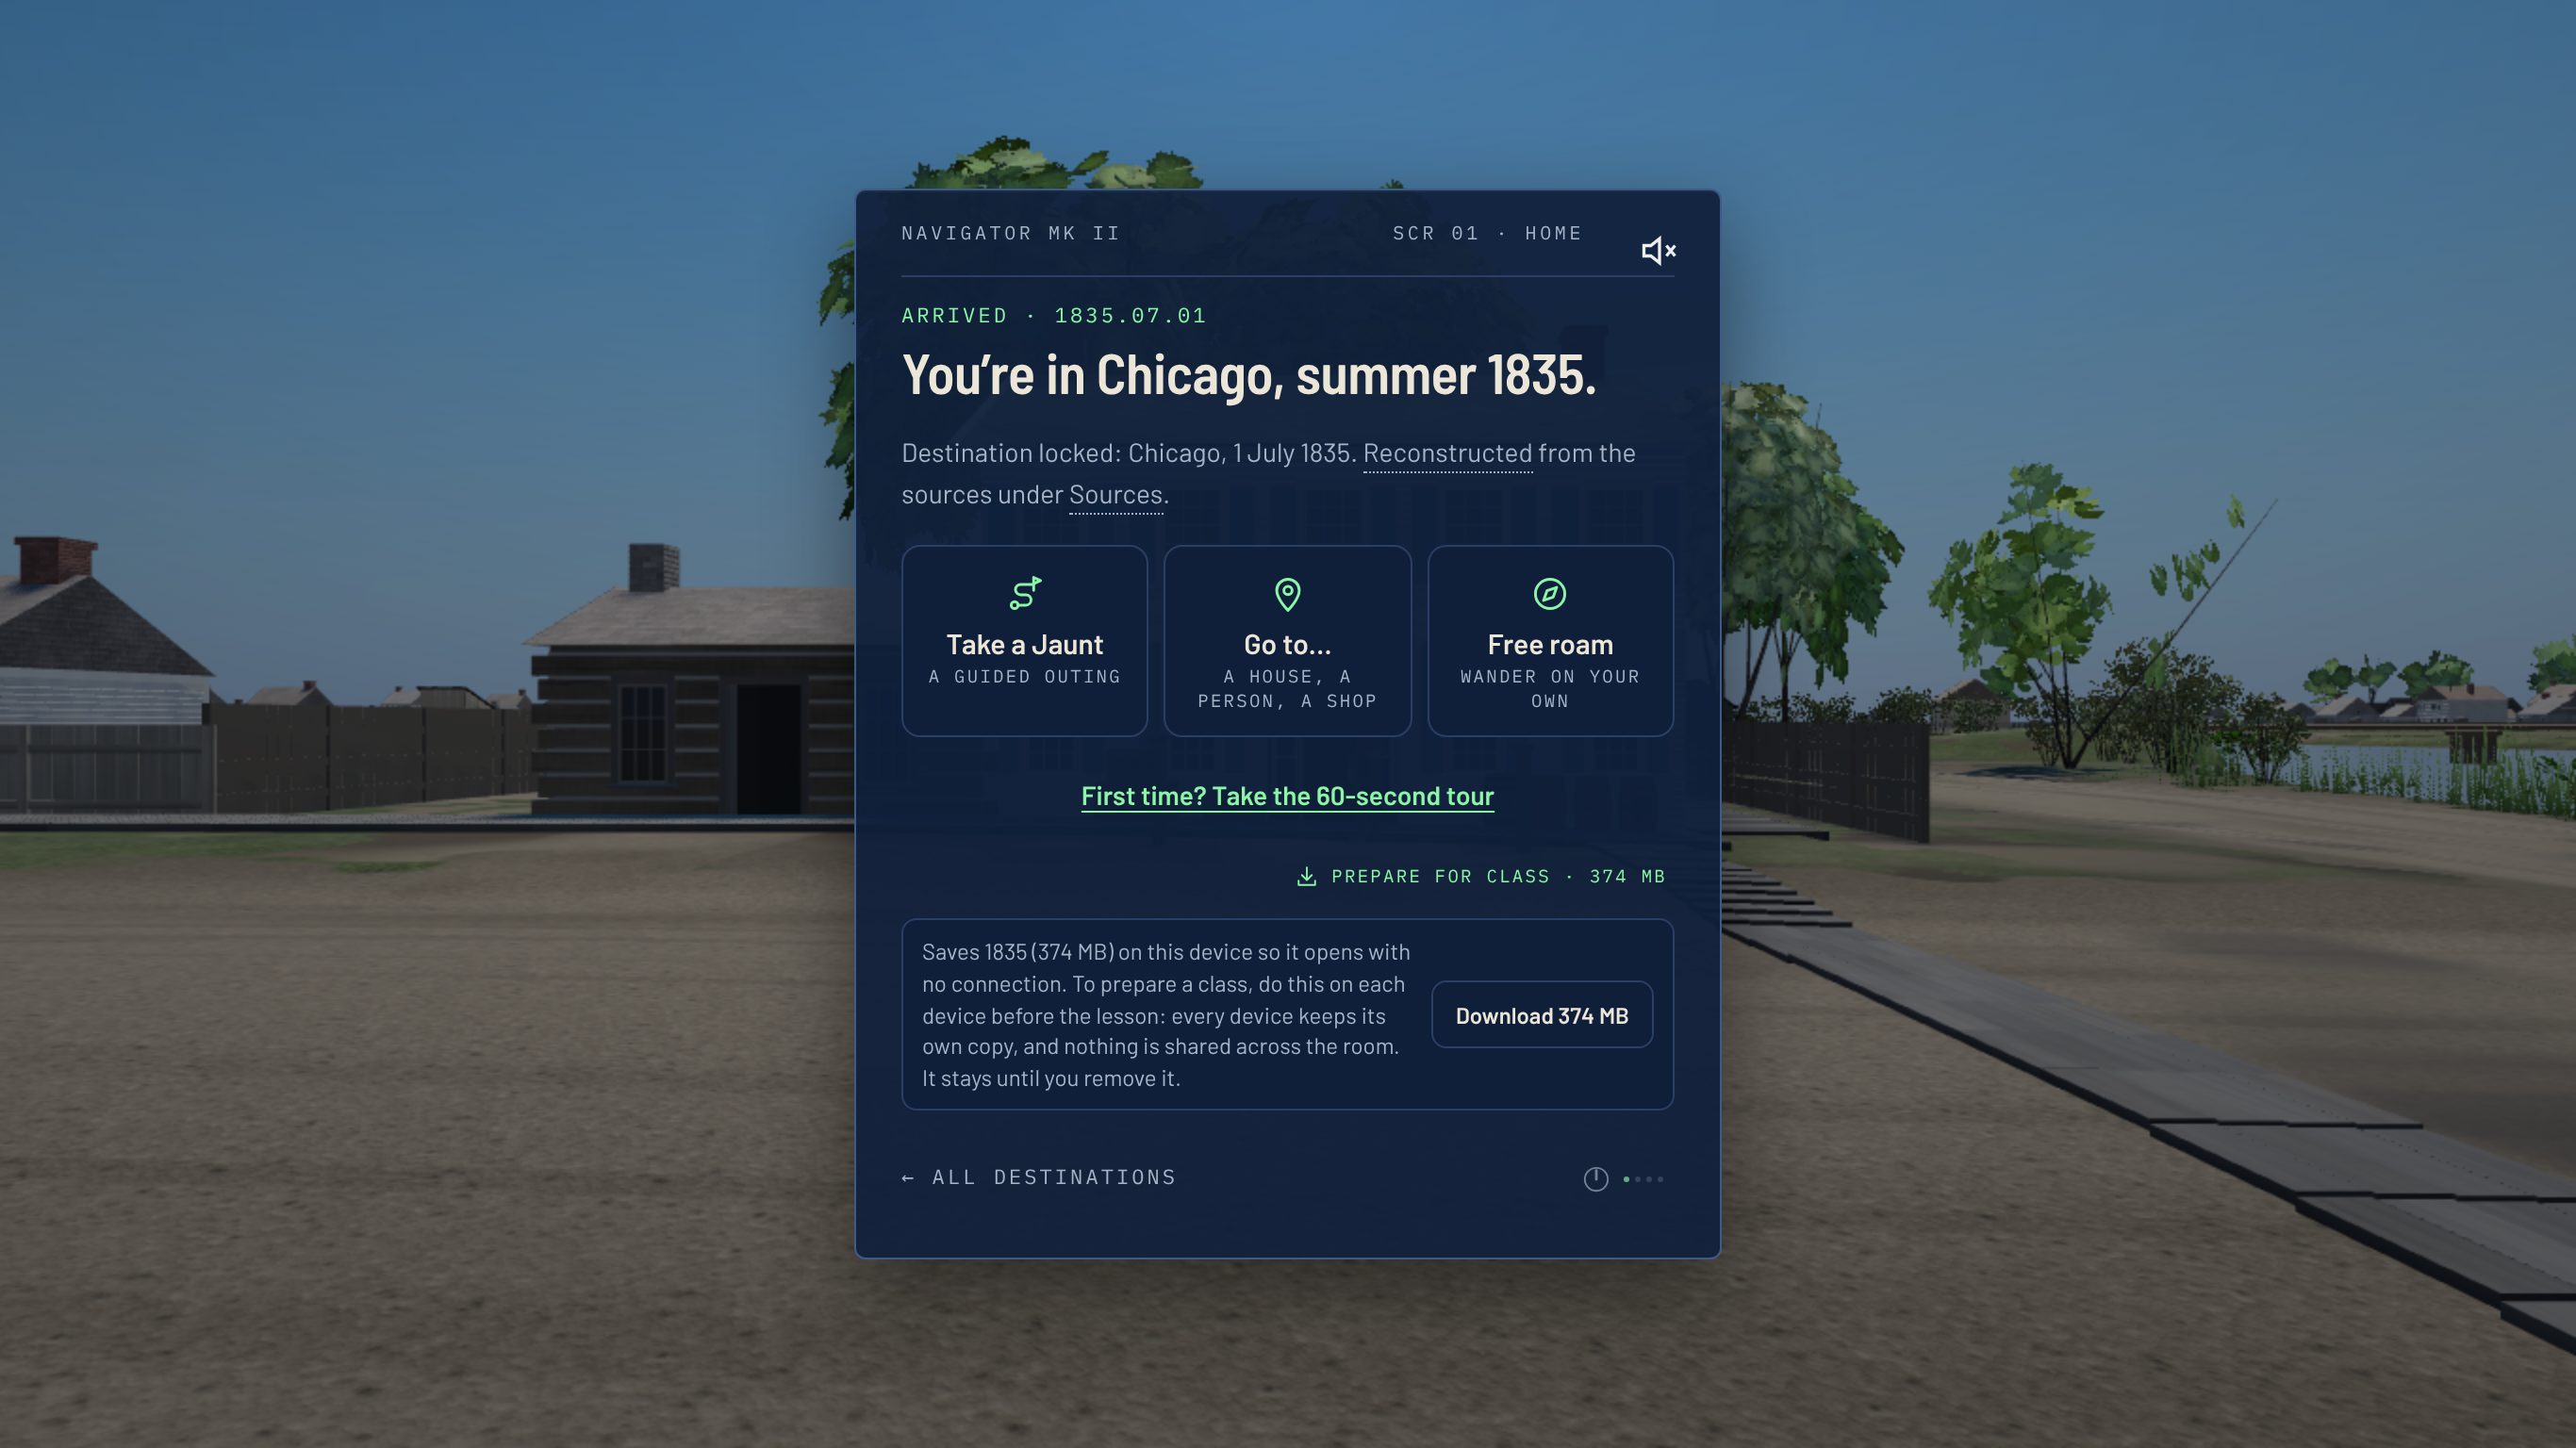 NAVIGATOR MK II
SCR 01 · HOME
ARRIVED · 1835.07.01
You’re in Chicago, summer 1835.
Destination locked: Chicago, 1 July 1835. Reconstructed from the
sources under Sources.
Take a Jaunt
A GUIDED OUTING
Go to…
A HOUSE, A
PERSON, A SHOP
Free roam
WANDER ON YOUR
OWN
First time? Take the 60-second tour
PREPARE FOR CLASS · 374 MB
Saves 1835 (374 MB) on this device so it opens with
no connection. To prepare a class, do this on each
device before the lesson: every device keeps its
own copy, and nothing is shared across the room.
It stays until you remove it.
Download 374 MB
← ALL DESTINATIONS